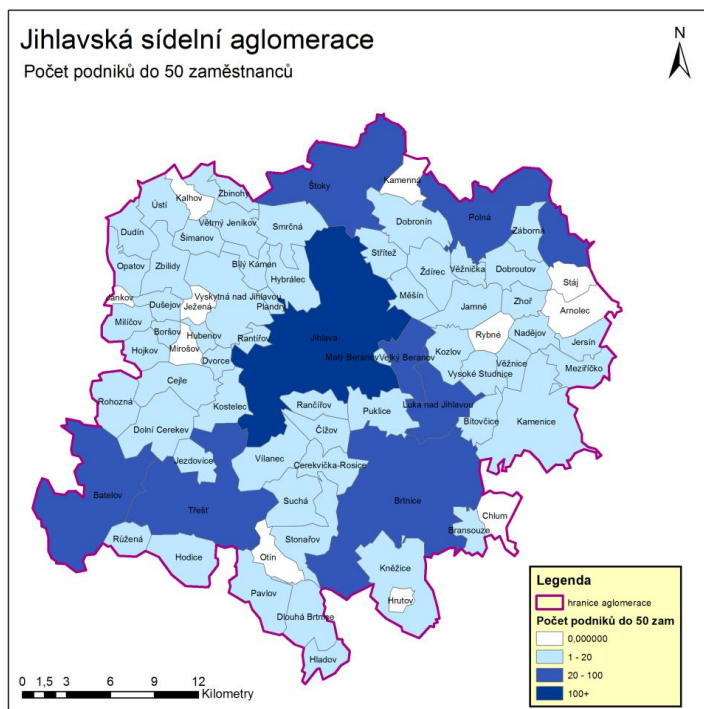 Jihlavská sídelní aglomerace
Počet podniků do 50 zaměstnanců
N
Štoky
Kamenná
Zbinohy
Kalhov
Ústí
Polná
Větrný Jeníkov
Smrčná
Dobronín
Záborná
Dudín
Šimanov
Střítež
Bílý Kámen
Opatov
Zbilidy
Hybrálec
Ždírec
Věžnička
Dobroutov
Stáj
Jankov
Vyskytná nad Jihlavou
Dušejov
Ježená
Plandry
Měšín
Jamné
Zhoř
Arnolec
Milíčov
Boršov
Hubenov
Rantířov
Jihlava
Rybné
Nadějov
Jersín
Hojkov
Mirošov
Dvorce
Malý Beranov
Velký Beranov
Kozlov
Věžnice
Meziříčko
Vysoké Studnice
Cejle
Rohozná
Kostelec
Rančířov
Puklice
Luka nad Jihlavou
Dolní Cerekev
Čížov
Bítovčice
Kamenice
Jezdovice
Vílanec
Cerekvička-Rosice
Batelov
Třešť
Suchá
Brtnice
Chlum
Růžená
Stonařov
Bransouze
Hodice
Otín
Kněžice
Pavlov
Hrutov
Dlouhá Brtnice
Hladov
Legenda
hranice aglomerace
Počet podniků do 50 zam
0,000000
1 - 20
20 - 100
100+
0 1,5 3 6 9 12
Kilometry